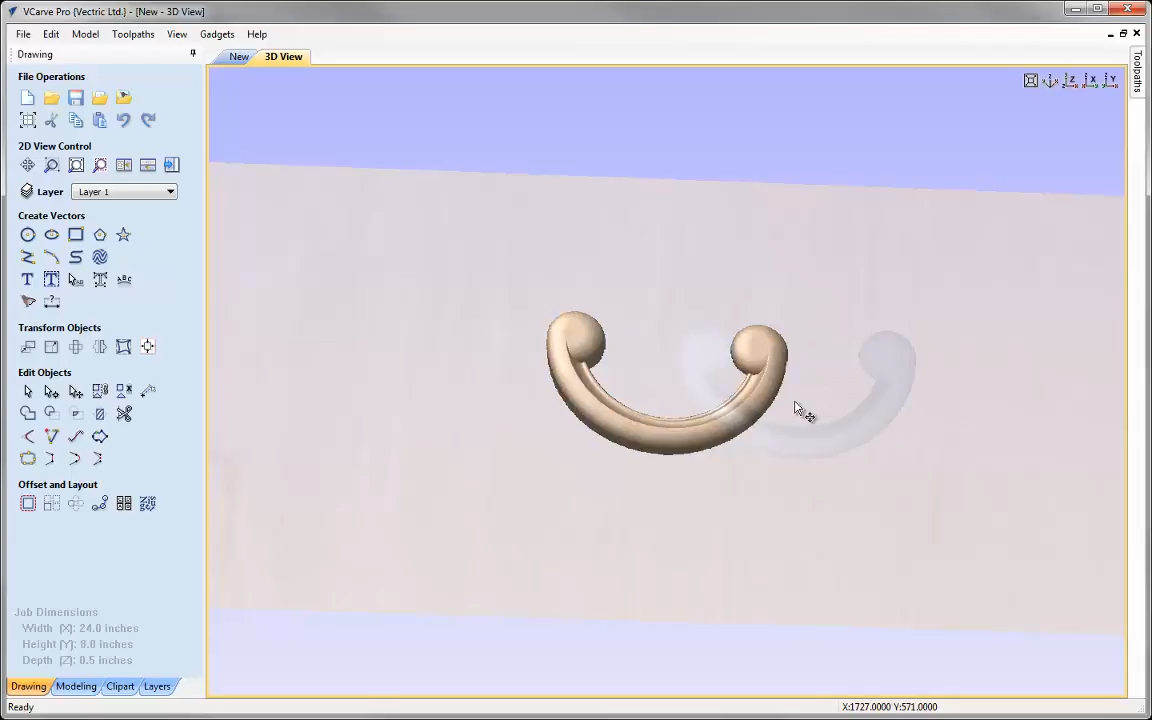 VCarve Pro {Vectric Ltd.} - [New - 3D View]
File Edit Model Toolpaths View Gadgets Help
Drawing
New 3D View
Toolpaths
File Operations
2D View Control
Layer Layer 1
Create Vectors
Transform Objects
Edit Objects
Offset and Layout
Job Dimensions
Width (X): 24.0 inches
Height (Y): 8.0 inches
Depth (Z): 0.5 inches
Drawing Modeling Clipart Layers
Ready X:1727.0000 Y:571.0000